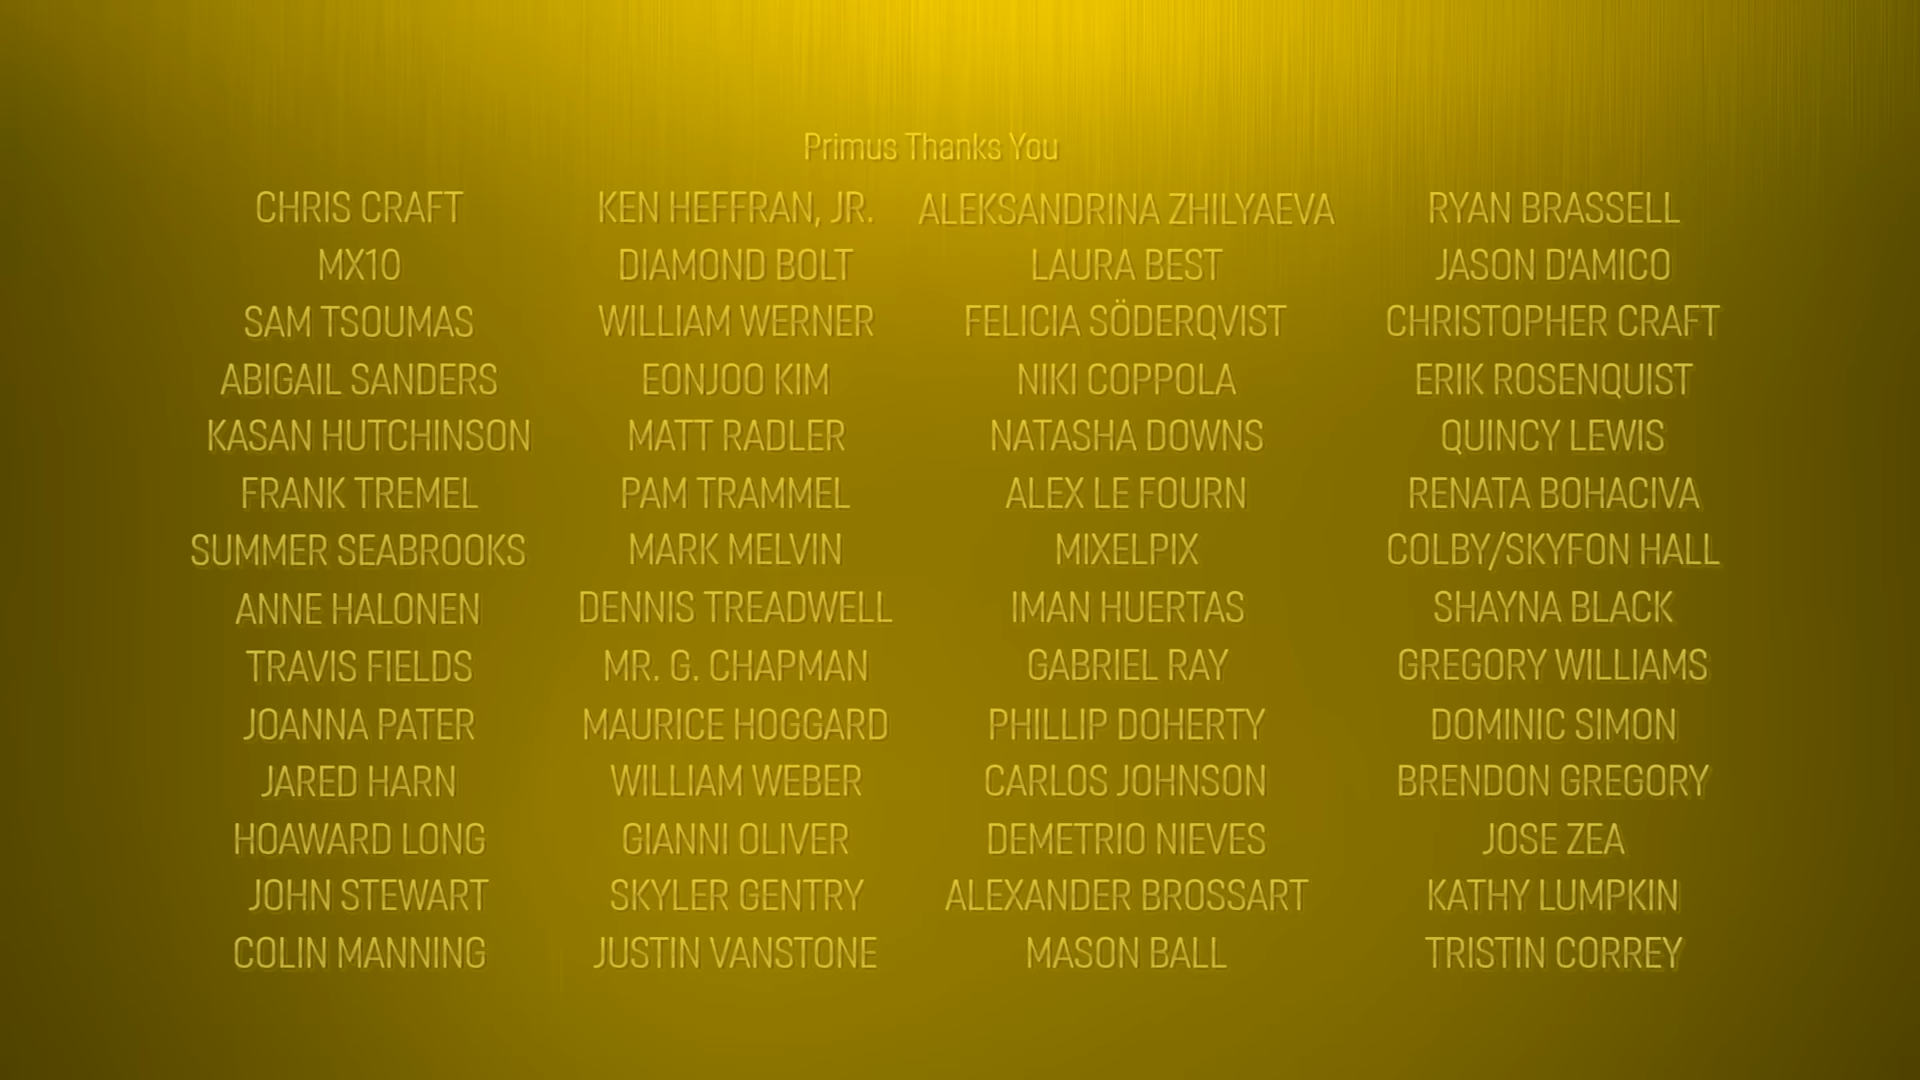 Primus Thanks You
CHRIS CRAFT
MX10
SAM TSOUMAS
ABIGAIL SANDERS
KASAN HUTCHINSON
FRANK TREMEL
SUMMER SEABROOKS
ANNE HALONEN
TRAVIS FIELDS
JOANNA PATER
JARED HARN
HOAWARD LONG
JOHN STEWART
COLIN MANNING
KEN HEFFRAN, JR.
DIAMOND BOLT
WILLIAM WERNER
EONJOO KIM
MATT RADLER
PAM TRAMMEL
MARK MELVIN
DENNIS TREADWELL
MR. G. CHAPMAN
MAURICE HOGGARD
WILLIAM WEBER
GIANNI OLIVER
SKYLER GENTRY
JUSTIN VANSTONE
ALEKSANDRINA ZHILYAEVA
LAURA BEST
FELICIA SÖDERQVIST
NIKI COPPOLA
NATASHA DOWNS
ALEX LE FOURN
MIXELPIX
IMAN HUERTAS
GABRIEL RAY
PHILLIP DOHERTY
CARLOS JOHNSON
DEMETRIO NIEVES
ALEXANDER BROSSART
MASON BALL
RYAN BRASSELL
JASON D'AMICO
CHRISTOPHER CRAFT
ERIK ROSENQUIST
QUINCY LEWIS
RENATA BOHACIVA
COLBY/SKYFON HALL
SHAYNA BLACK
GREGORY WILLIAMS
DOMINIC SIMON
BRENDON GREGORY
JOSE ZEA
KATHY LUMPKIN
TRISTIN CORREY